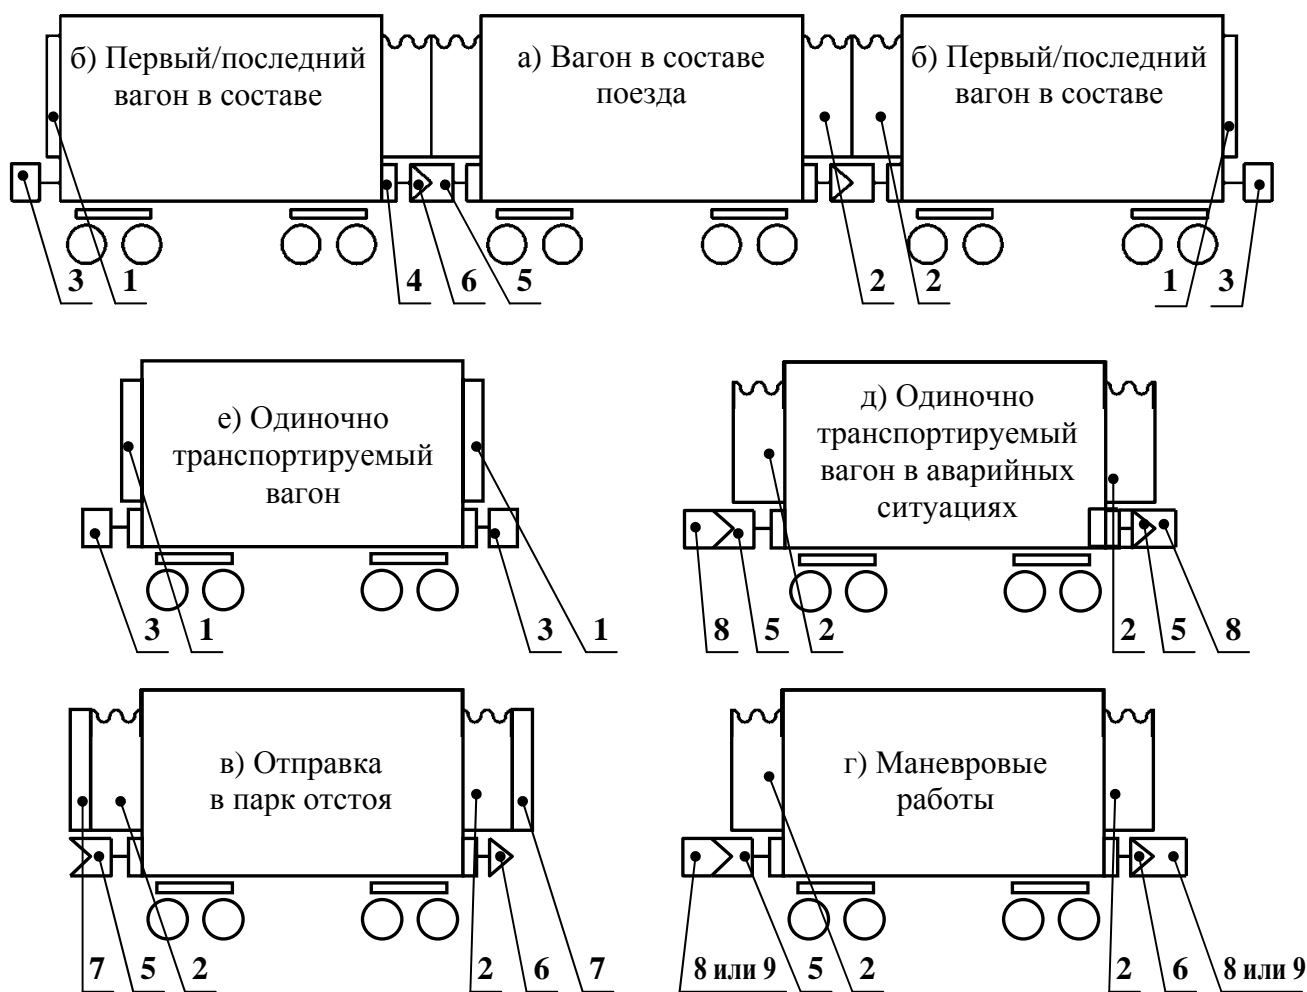 б) Первый/последний
вагон в составе
а) Вагон в составе
поезда
б) Первый/последний
вагон в составе
3 1 4 6 5 2 2 1 3
е) Одиночно
транспортируемый
вагон
д) Одиночно
транспортируемый
вагон в аварийных
ситуациях
3 1 3 1 8 5 2 2 5 8
в) Отправка
в парк отстоя
г) Маневровые
работы
7 5 2 2 6 7 8 или 9 5 2 2 6 8 или 9